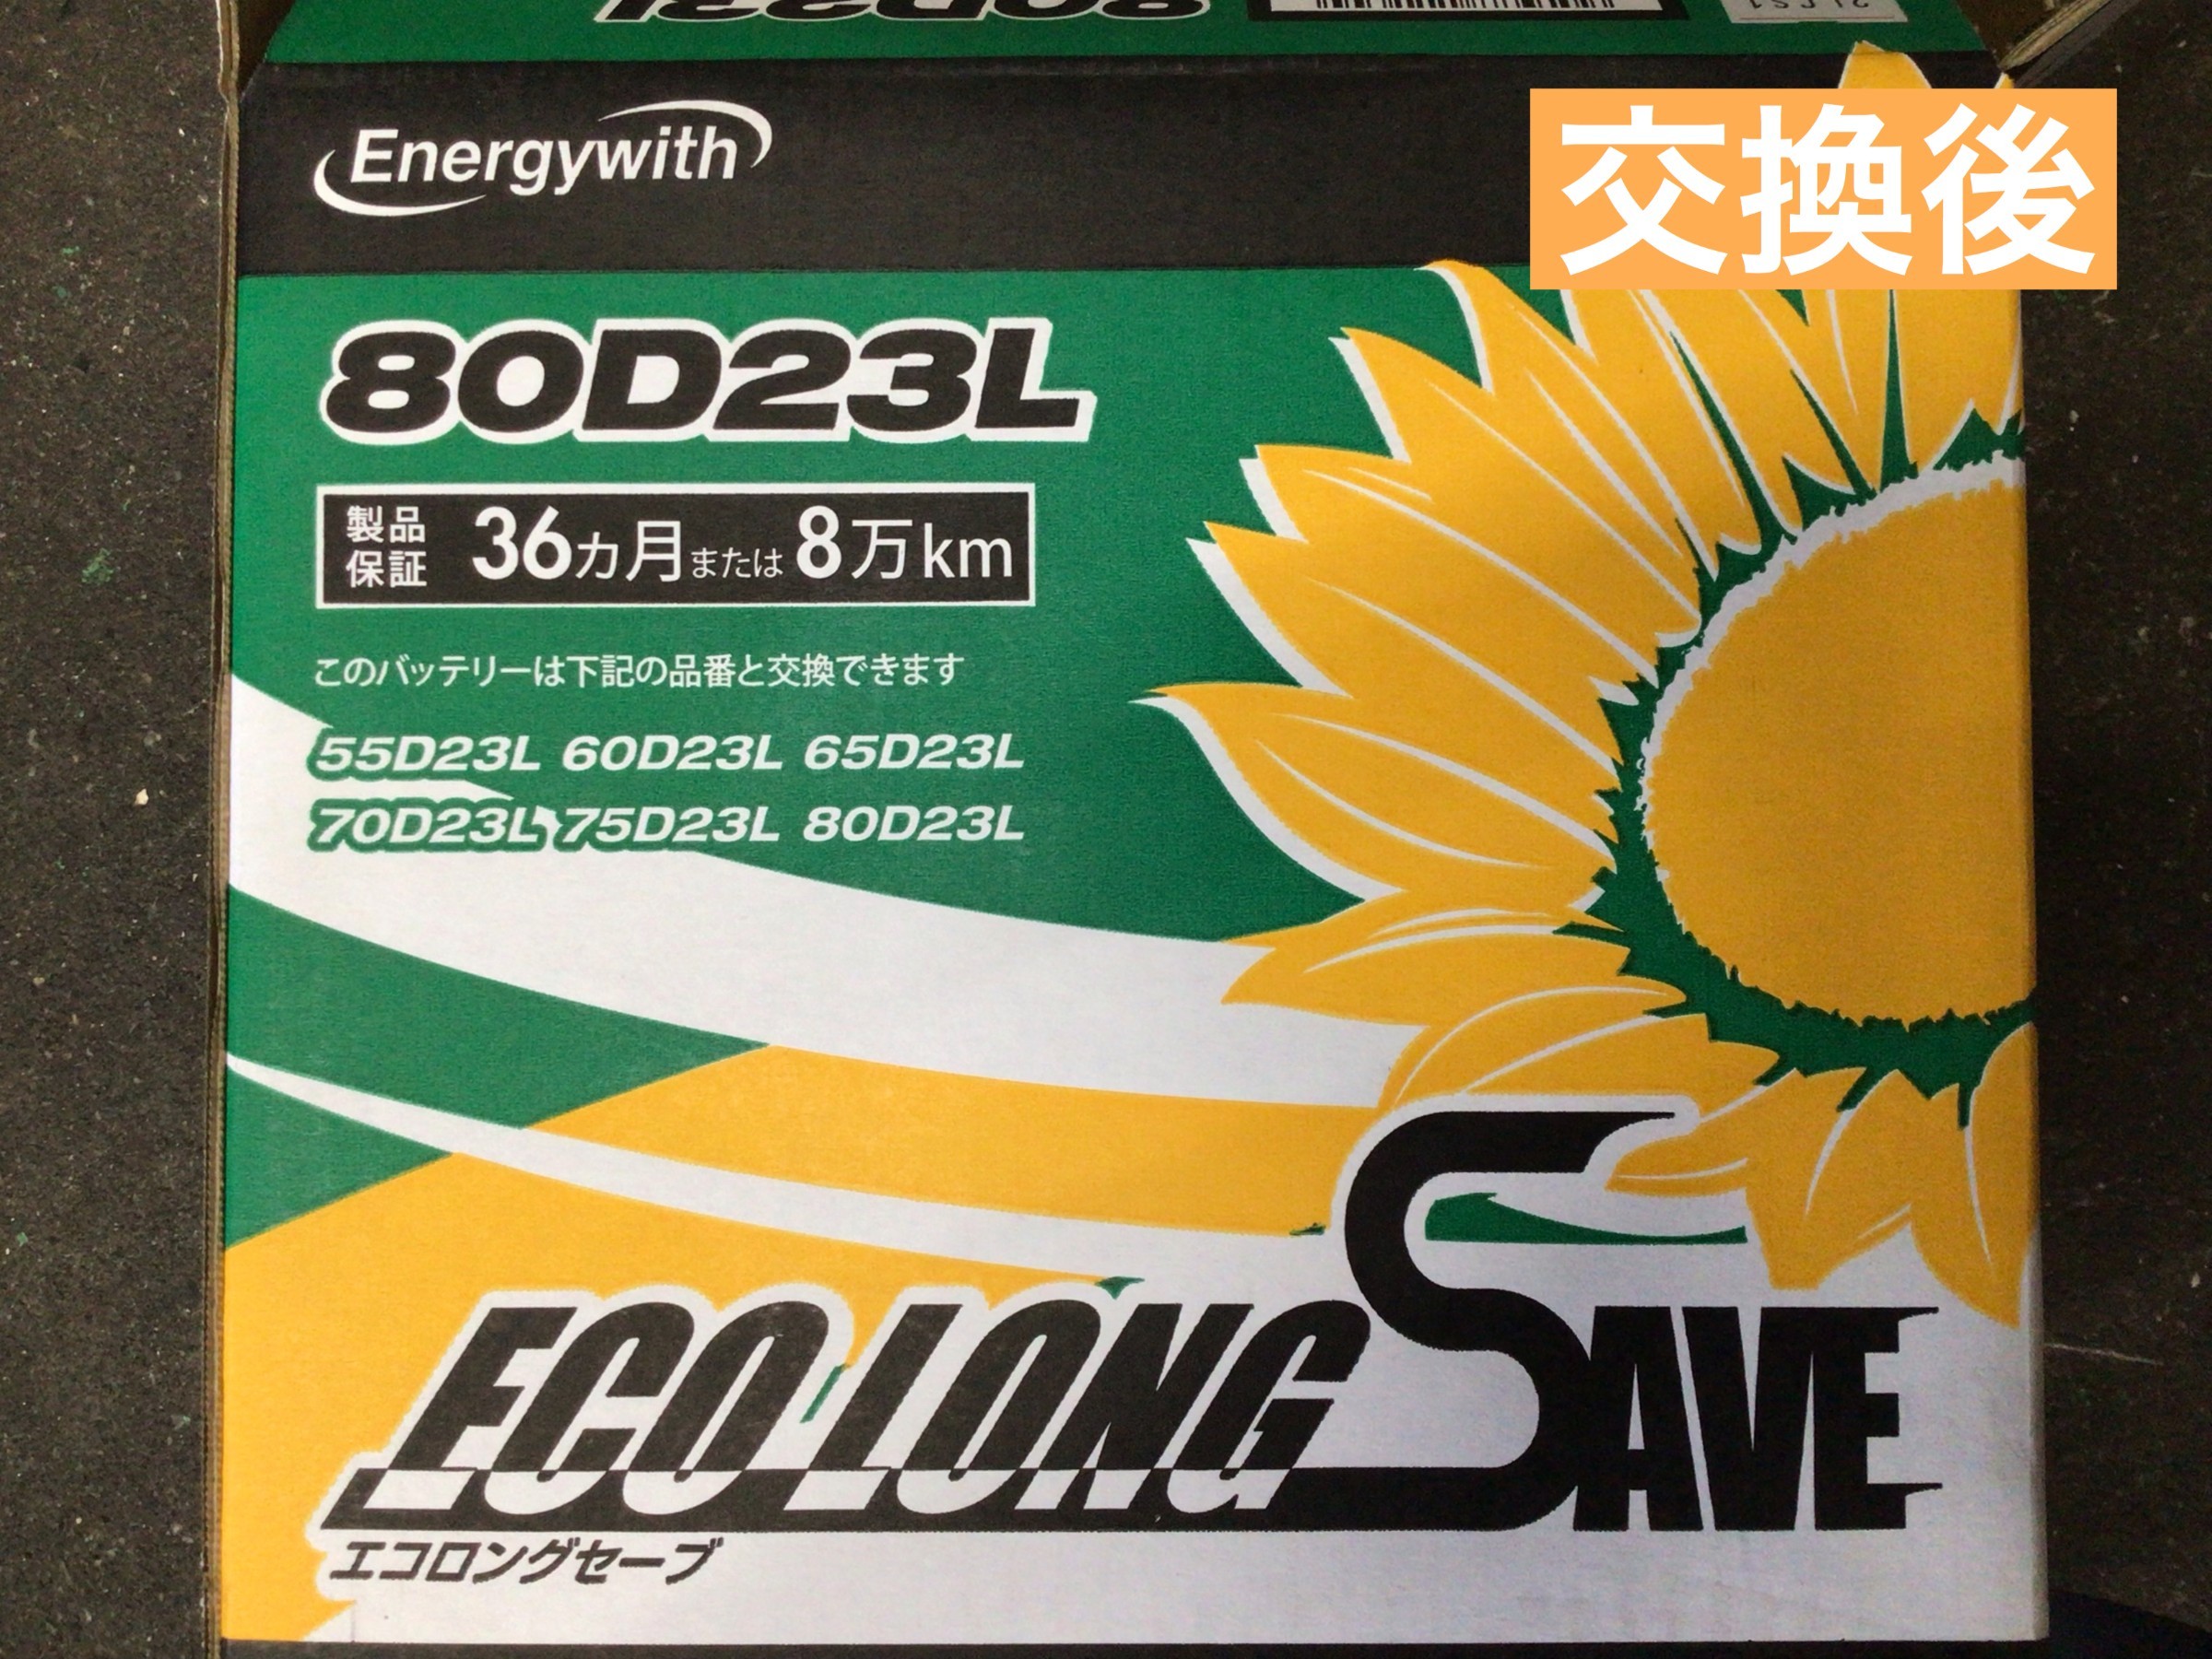 80D23L
Energywith
交換後
80D23L
製品保証 36カ月または8万km
このバッテリーは下記の品番と交換できます
55D23L 60D23L 65D23L
70D23L 75D23L 80D23L
ECO LONG SAVE
エコロングセーブ